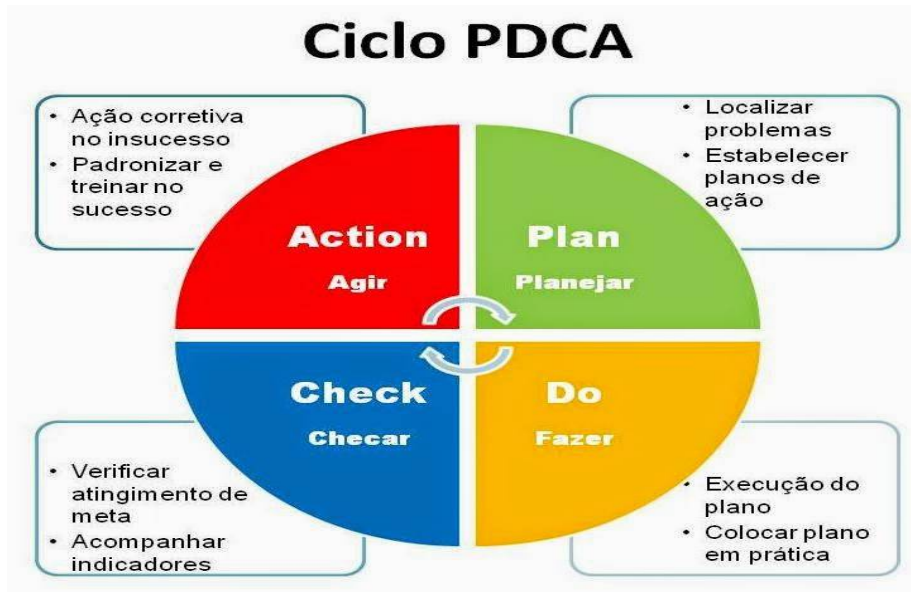 Ciclo PDCA
• Ação corretiva
no insucesso
• Padronizar e
treinar no
sucesso
• Localizar
problemas
• Estabelecer
planos de
ação
Action
Agir
Plan
Planejar
Check
Checar
Do
Fazer
• Verificar
atingimento de
meta
• Acompanhar
indicadores
• Execução do
plano
• Colocar plano
em prática